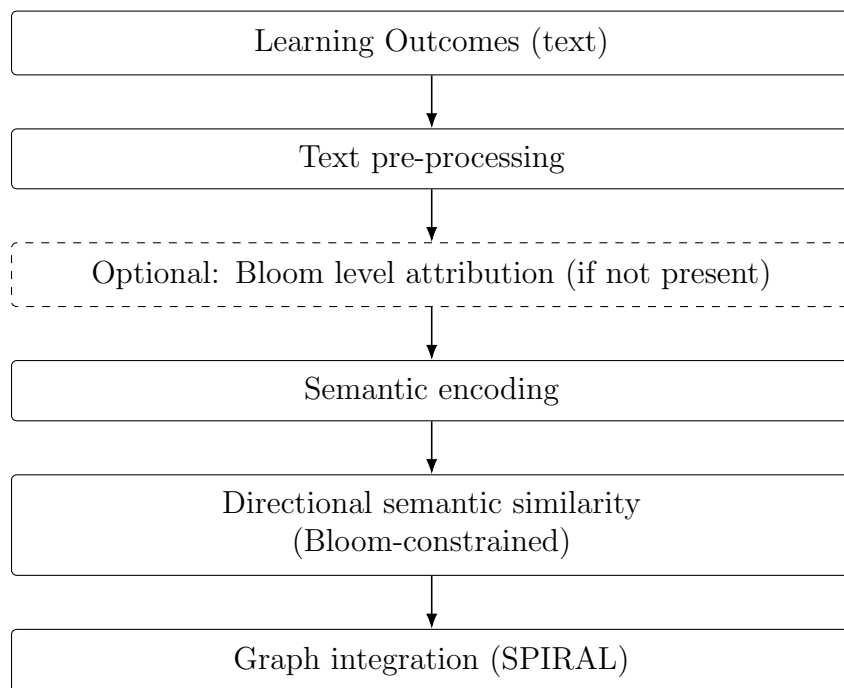 Learning Outcomes (text)
Text pre-processing
Optional: Bloom level attribution (if not present)
Semantic encoding
Directional semantic similarity
(Bloom-constrained)
Graph integration (SPIRAL)